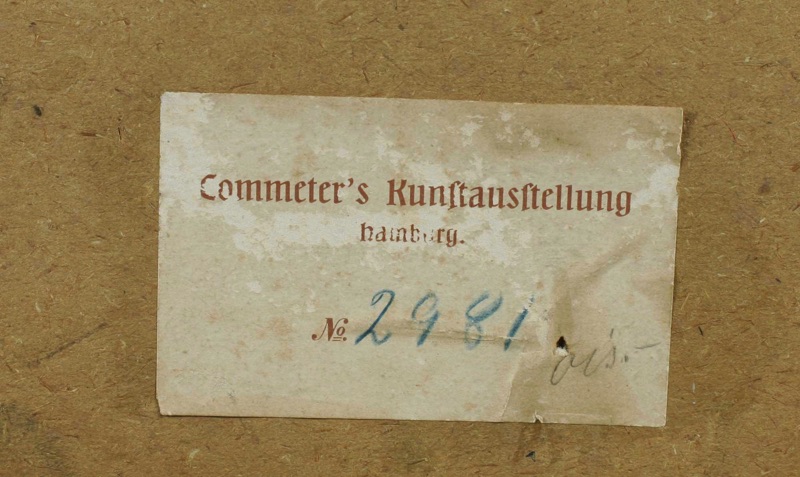 Commeter's Kunſtausſtellung
Hamburg.
No. 2981